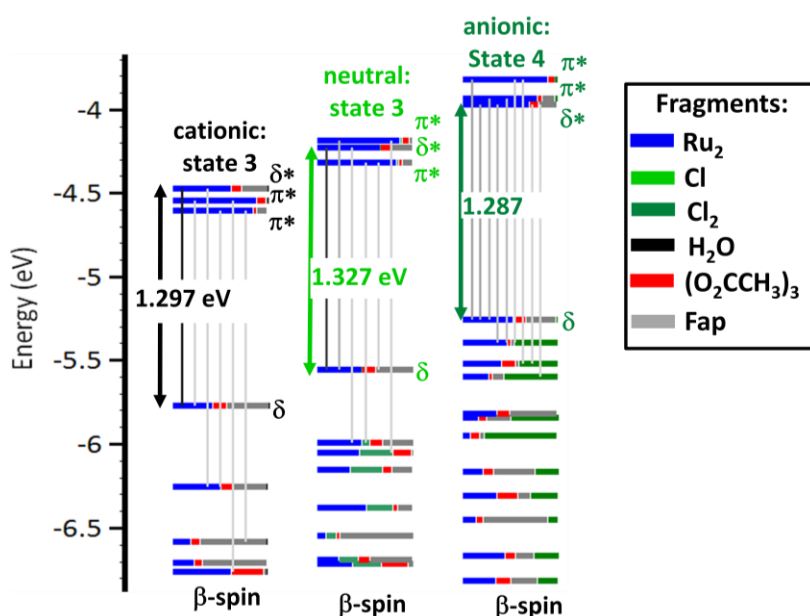 anionic:
State 4
neutral:
state 3
cationic:
state 3
π*
π*
δ*
π*
δ*
π*
δ*
π*
π*
1.297 eV
1.327 eV
1.287
δ
δ
δ
Energy (eV)
-4
-4.5
-5
-5.5
-6
-6.5
β-spin
β-spin
β-spin
Fragments:
Ru₂
Cl
Cl₂
H₂O
(O₂CCH₃)₃
Fap